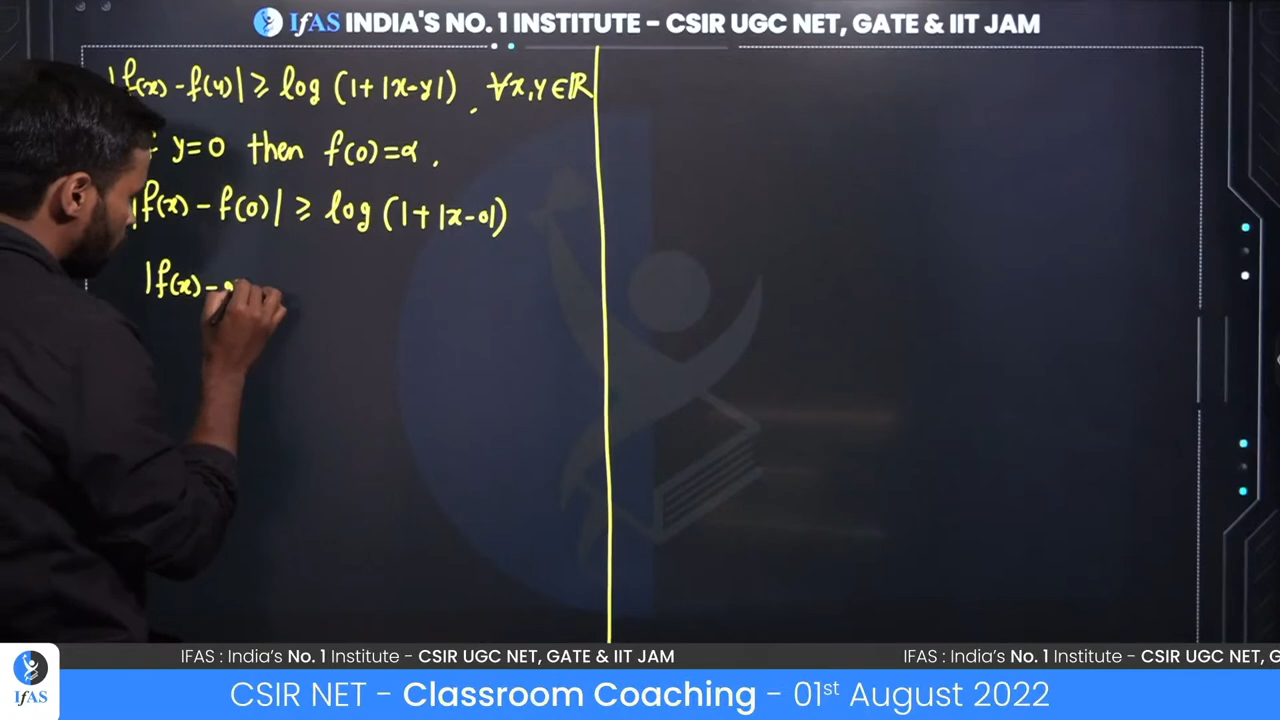 IFAS INDIA'S NO. 1 INSTITUTE - CSIR UGC NET, GATE & IIT JAM
|f(x) - f(y)| ≥ log (1+ |x-y|) , ∀x,y∈ℝ
y=0 then f(0)=α .
|f(x) - f(0)| ≥ log (1+ |x-0|)
|f(x) -
IFAS : India's No. 1 Institute - CSIR UGC NET, GATE & IIT JAM
IFAS : India's No. 1 Institute - CSIR UGC NET, G
IFAS
CSIR NET - Classroom Coaching - 01st August 2022